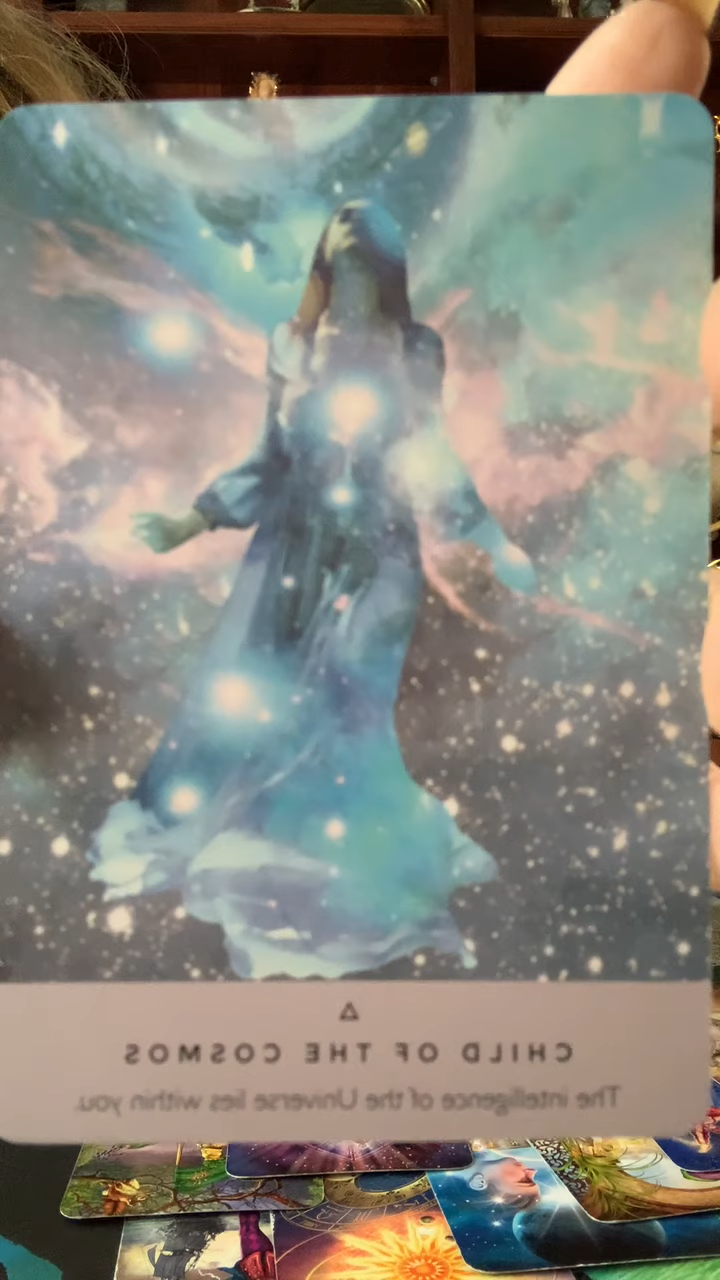 CHILD OF THE COSMOS
The intelligence of the Universe lies within you.